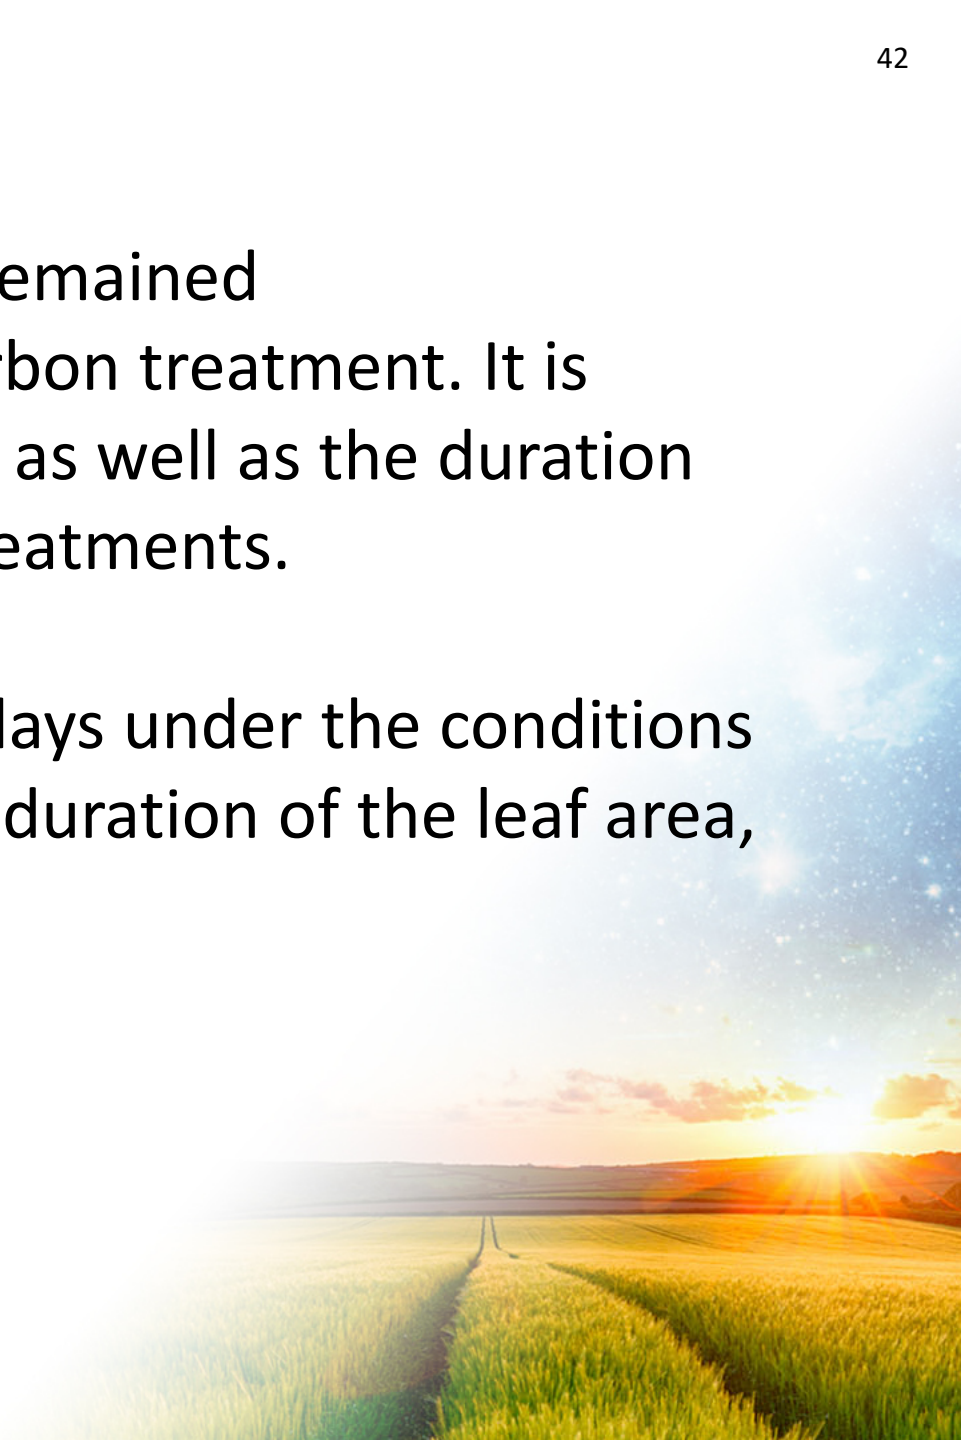 42
emained
rbon treatment. It is
as well as the duration
eatments.
lays under the conditions
duration of the leaf area,